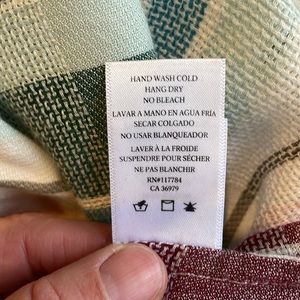 HAND WASH COLD
HANG DRY
NO BLEACH
LAVAR A MANO EN AGUA FRÍA
SECAR COLGADO
NO USAR BLANQUEADOR
LAVER À LA FROIDE
SUSPENDRE POUR SÉCHER
NE PAS BLANCHIR
RN#117784
CA 36979